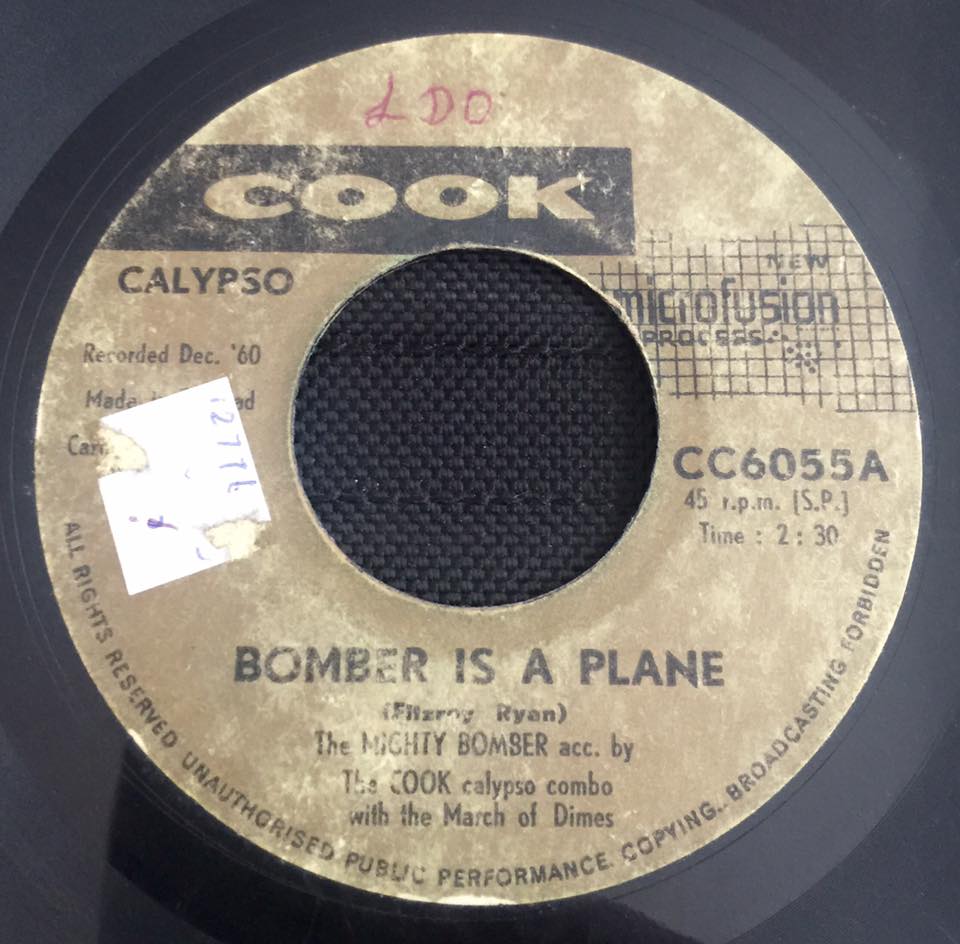 LDO
COOK
CALYPSO
NEW
microfusion
PROCESS
Recorded Dec. '60
Made
CC6055A
45 r.p.m. [S.P.]
Time : 2 : 30
BOMBER IS A PLANE
(Fitzroy Ryan)
The MIGHTY BOMBER acc. by
The COOK calypso combo
with the March of Dimes
ALL RIGHTS RESERVED UNAUTHORISED PUBLIC PERFORMANCE. COPYING.. BROADCASTING FORBIDDEN